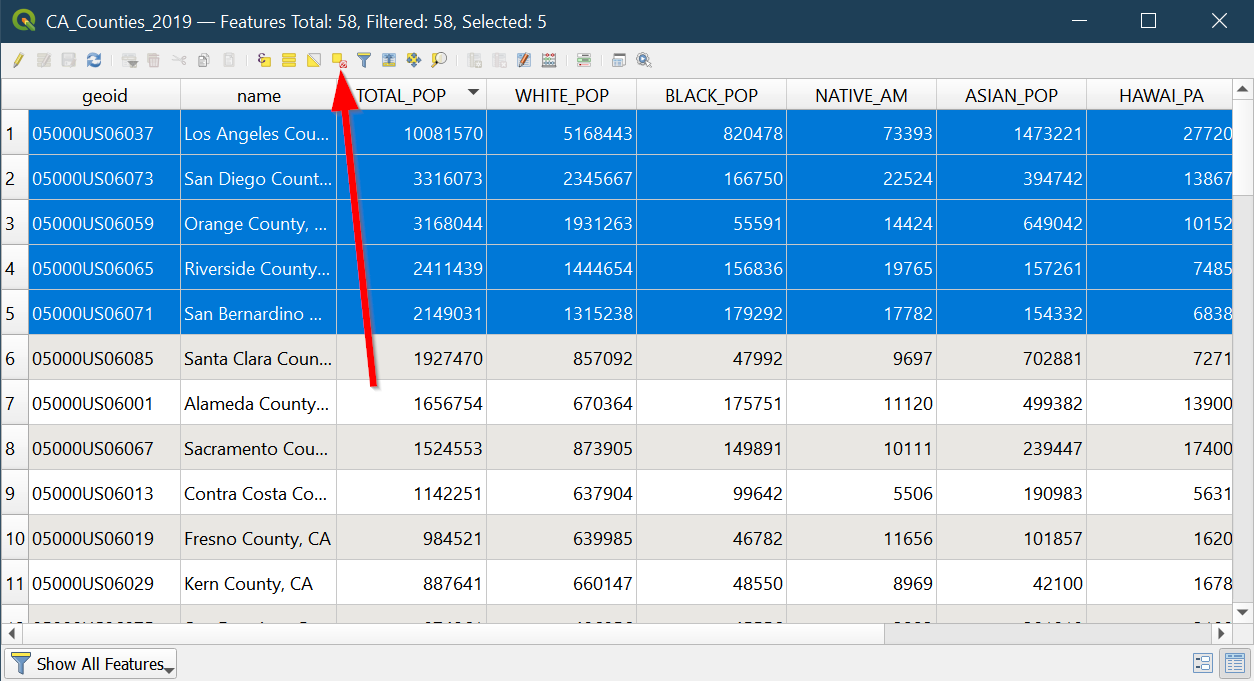 CA_Counties_2019 — Features Total: 58, Filtered: 58, Selected: 5
geoid name TOTAL_POP WHITE_POP BLACK_POP NATIVE_AM ASIAN_POP HAWAI_PA
1 05000US06037 Los Angeles Cou... 10081570 5168443 820478 73393 1473221 27720
2 05000US06073 San Diego Count... 3316073 2345667 166750 22524 394742 13867
3 05000US06059 Orange County, ... 3168044 1931263 55591 14424 649042 10152
4 05000US06065 Riverside County... 2411439 1444654 156836 19765 157261 7485
5 05000US06071 San Bernardino ... 2149031 1315238 179292 17782 154332 6838
6 05000US06085 Santa Clara Coun... 1927470 857092 47992 9697 702881 7271
7 05000US06001 Alameda County... 1656754 670364 175751 11120 499382 13900
8 05000US06067 Sacramento Cou... 1524553 873905 149891 10111 239447 17400
9 05000US06013 Contra Costa Co... 1142251 637904 99642 5506 190983 5631
10 05000US06019 Fresno County, CA 984521 639985 46782 11656 101857 1620
11 05000US06029 Kern County, CA 887641 660147 48550 8969 42100 1678
Show All Features